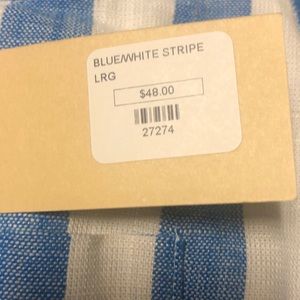 BLUE/WHITE STRIPE
LRG
$48.00
27274